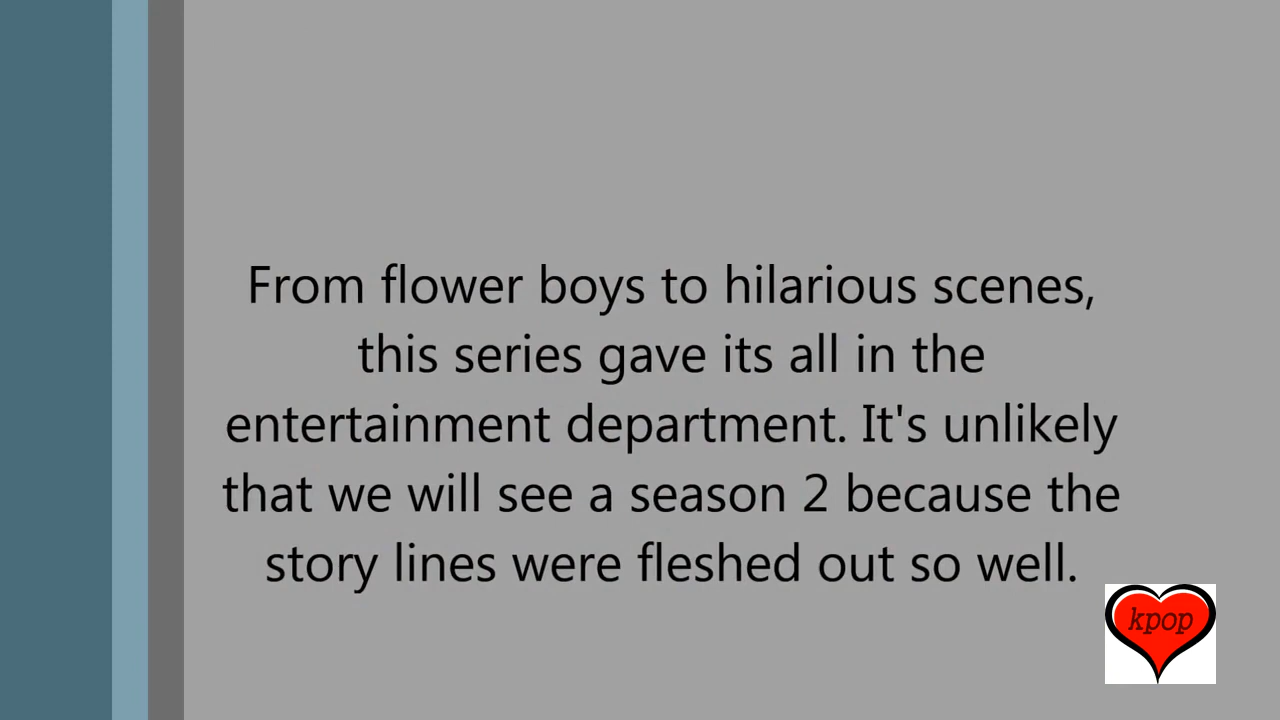 From flower boys to hilarious scenes,
this series gave its all in the
entertainment department. It's unlikely
that we will see a season 2 because the
story lines were fleshed out so well.
kpop